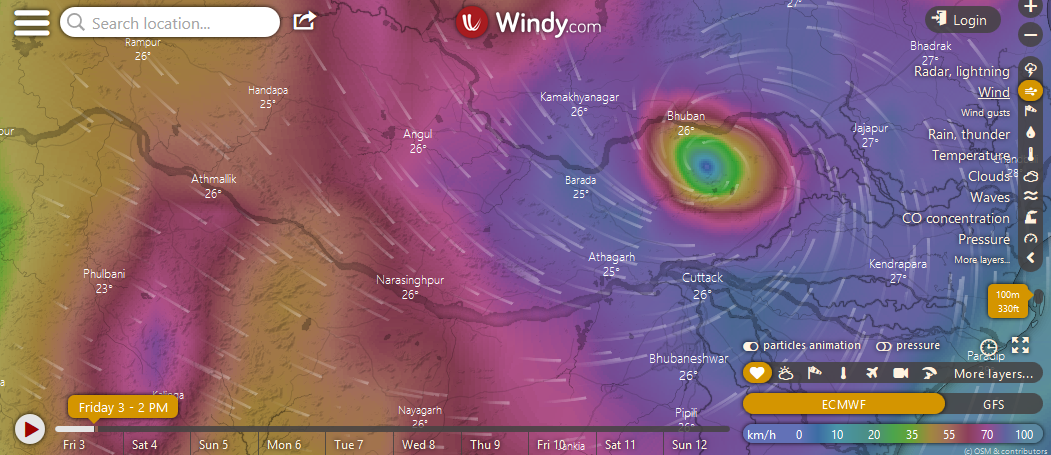 27°
Search location...
Windy.com
Login
Rampur
26°
Bhadrak
27°
Radar, lightning
Handapa
25°
Kamakhyanagar
26°
Wind
Wind gusts
Bhuban
26°
Angul
26°
Jajapur
27°
Rain, thunder
Temperature
28
Clouds
Athmallik
26°
Barada
25°
Waves
CO concentration
Pressure
More layers...
Athagarh
25°
Kendrapara
27°
Phulbani
23°
Narasinghpur
26°
Cuttack
26°
100m
330ft
particles animation
pressure
Bhubaneshwar
26°
Paradip
More layers...
Kalinga
Friday 3 - 2 PM
Nayagarh
26°
Pipili
26°
ECMWF
GFS
Fri 3
Sat 4
Sun 5
Mon 6
Tue 7
Wed 8
Thu 9
Fri 10
Sat 11
Sun 12
km/h 0 10 20 35 55 70 100
(c) OSM & contributors